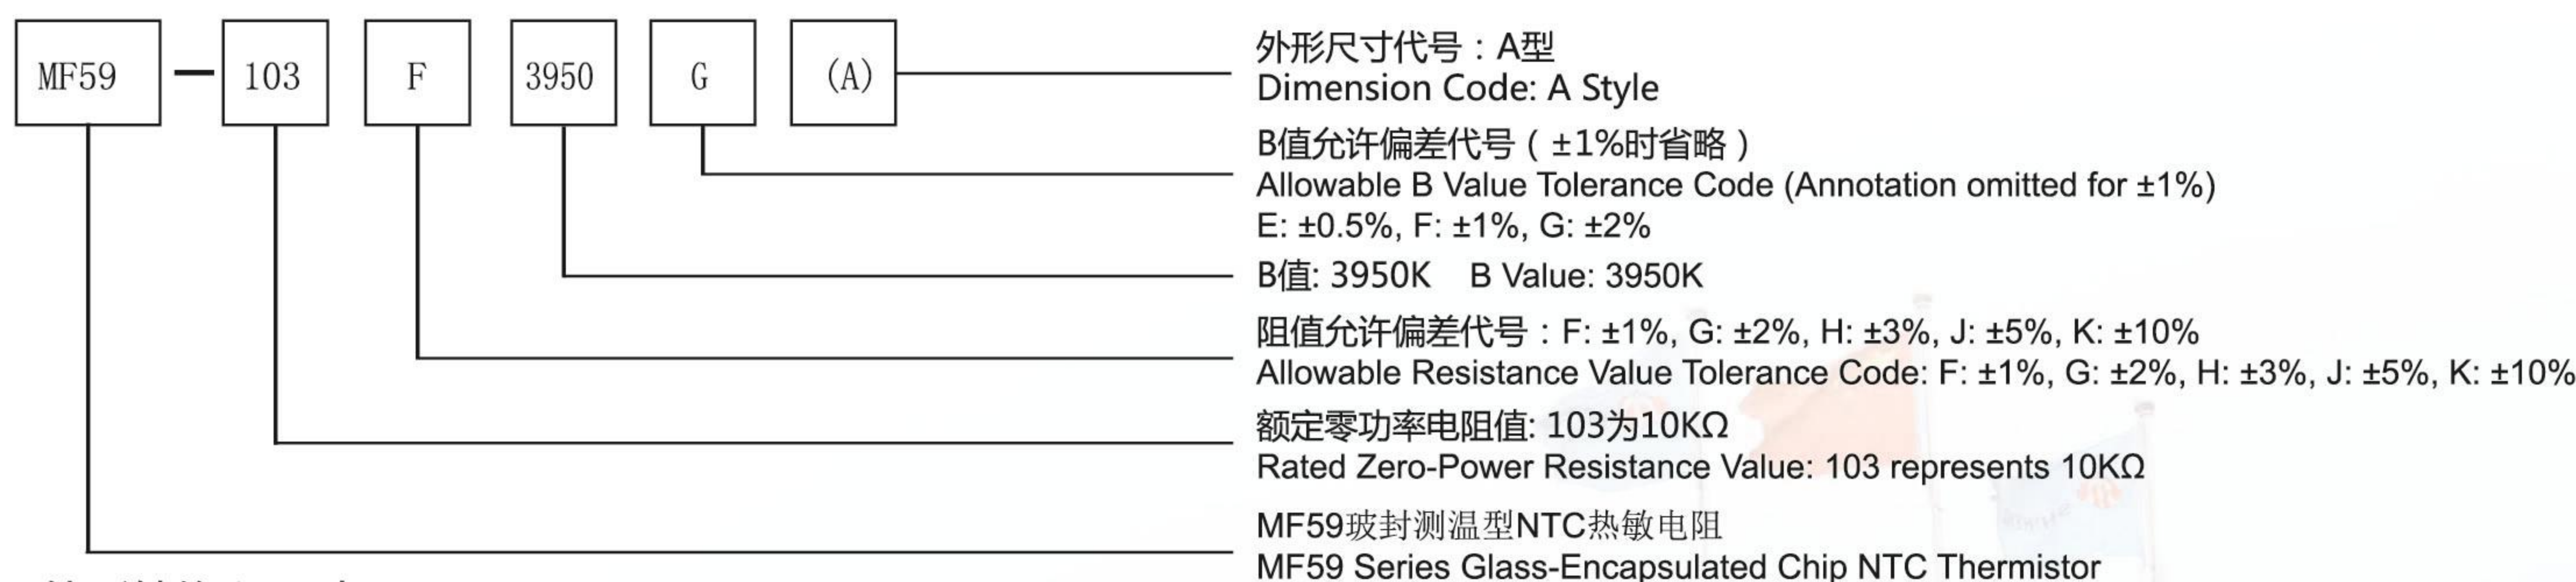 MF59 — 103 F 3950 G (A)
外形尺寸代号：A型
Dimension Code: A Style
B值允许偏差代号（±1%时省略）
Allowable B Value Tolerance Code (Annotation omitted for ±1%)
E: ±0.5%, F: ±1%, G: ±2%
B值: 3950K B Value: 3950K
阻值允许偏差代号：F: ±1%, G: ±2%, H: ±3%, J: ±5%, K: ±10%
Allowable Resistance Value Tolerance Code: F: ±1%, G: ±2%, H: ±3%, J: ±5%, K: ±10%
额定零功率电阻值: 103为10KΩ
Rated Zero-Power Resistance Value: 103 represents 10KΩ
MF59玻封测温型NTC热敏电阻
MF59 Series Glass-Encapsulated Chip NTC Thermistor